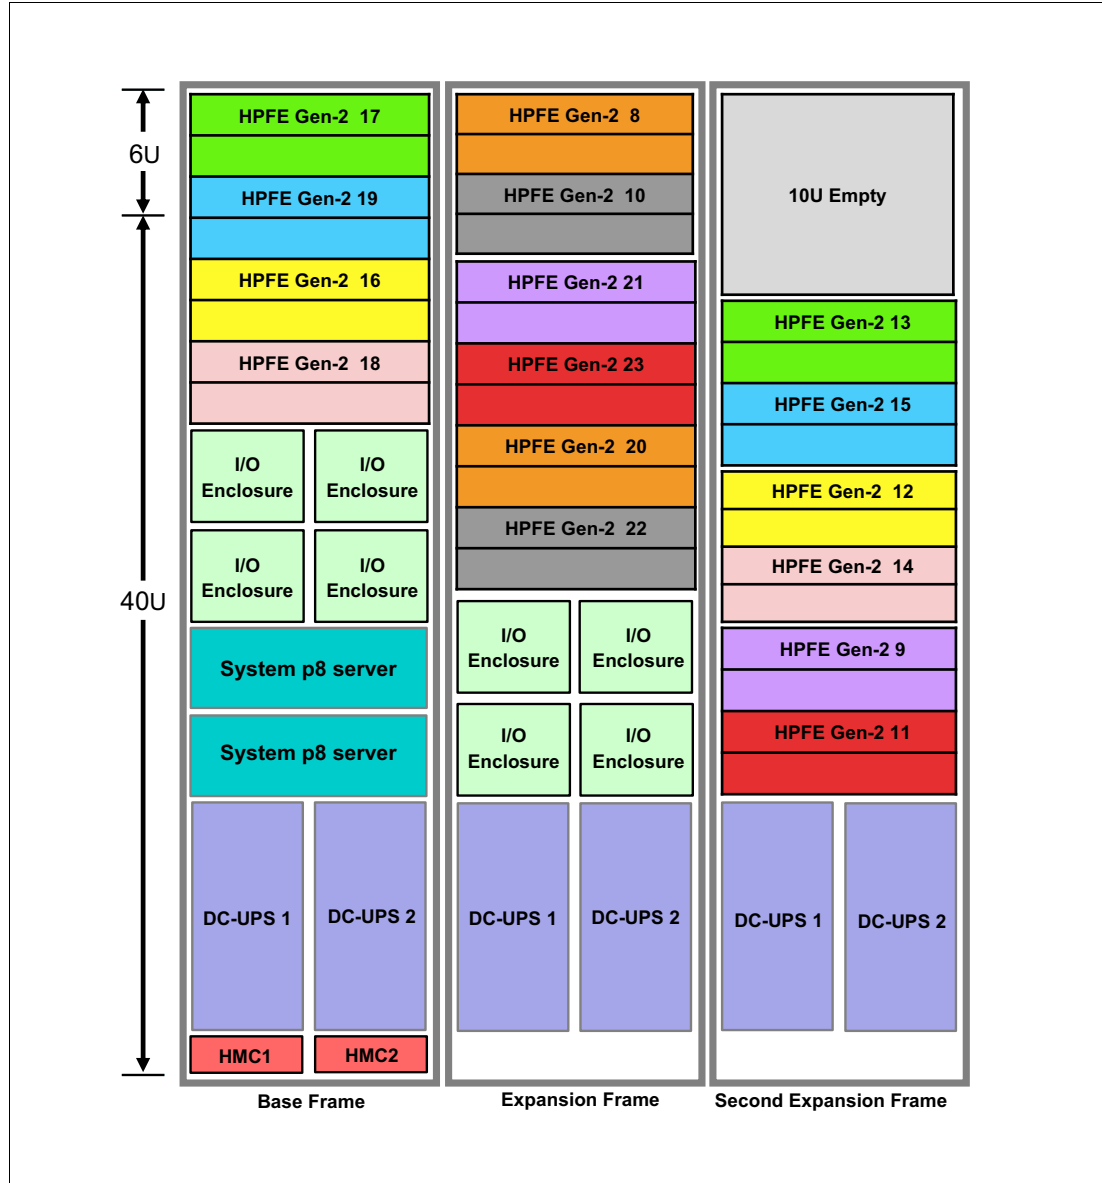 6U
40U
HPFE Gen-2 17
HPFE Gen-2 19
HPFE Gen-2 16
HPFE Gen-2 18
I/O
Enclosure
I/O
Enclosure
I/O
Enclosure
I/O
Enclosure
System p8 server
System p8 server
DC-UPS 1
DC-UPS 2
HMC1
HMC2
Base Frame
HPFE Gen-2 8
HPFE Gen-2 10
HPFE Gen-2 21
HPFE Gen-2 23
HPFE Gen-2 20
HPFE Gen-2 22
I/O
Enclosure
I/O
Enclosure
I/O
Enclosure
I/O
Enclosure
DC-UPS 1
DC-UPS 2
Expansion Frame
10U Empty
HPFE Gen-2 13
HPFE Gen-2 15
HPFE Gen-2 12
HPFE Gen-2 14
HPFE Gen-2 9
HPFE Gen-2 11
DC-UPS 1
DC-UPS 2
Second Expansion Frame